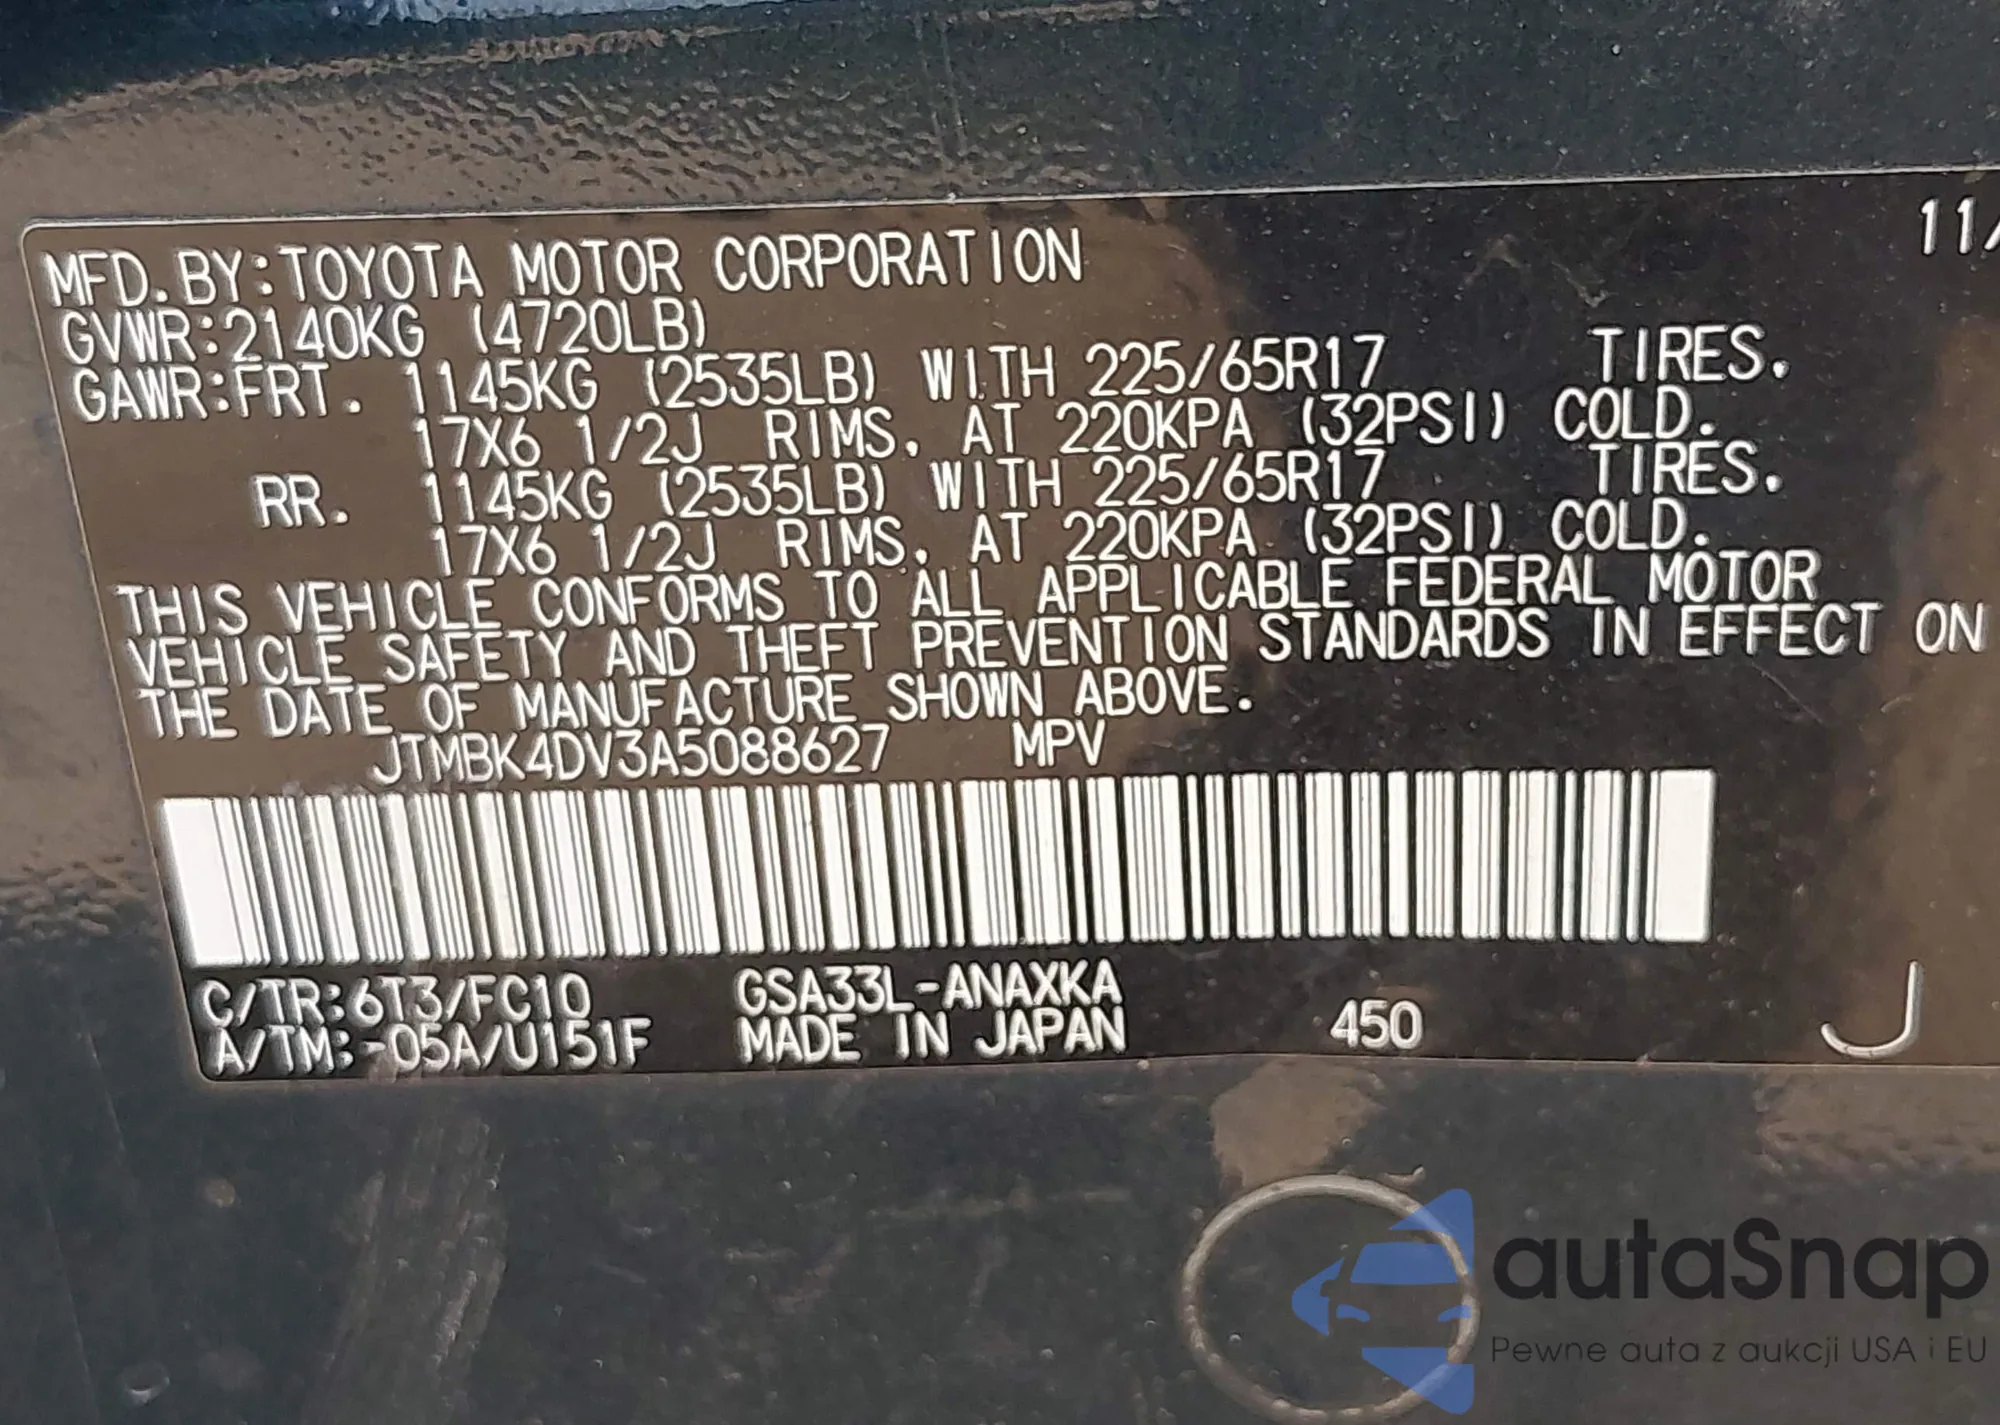 11/
MFD.BY:TOYOTA MOTOR CORPORATION
GVWR:2140KG (4720LB)
GAWR:FRT. 1145KG (2535LB) WITH 225/65R17 TIRES.
17X6 1/2J RIMS. AT 220KPA (32PSI) COLD.
RR. 1145KG (2535LB) WITH 225/65R17 TIRES.
17X6 1/2J RIMS. AT 220KPA (32PSI) COLD.
THIS VEHICLE CONFORMS TO ALL APPLICABLE FEDERAL MOTOR
VEHICLE SAFETY AND THEFT PREVENTION STANDARDS IN EFFECT ON
THE DATE OF MANUFACTURE SHOWN ABOVE.
JTMBK4DV3A5088627 MPV
C/TR:6T3/FC10 GSA33L-ANAXKA
A/TM:-05A/U151F MADE IN JAPAN 450 J
autaSnap
Pewne auta z aukcji USA i EU